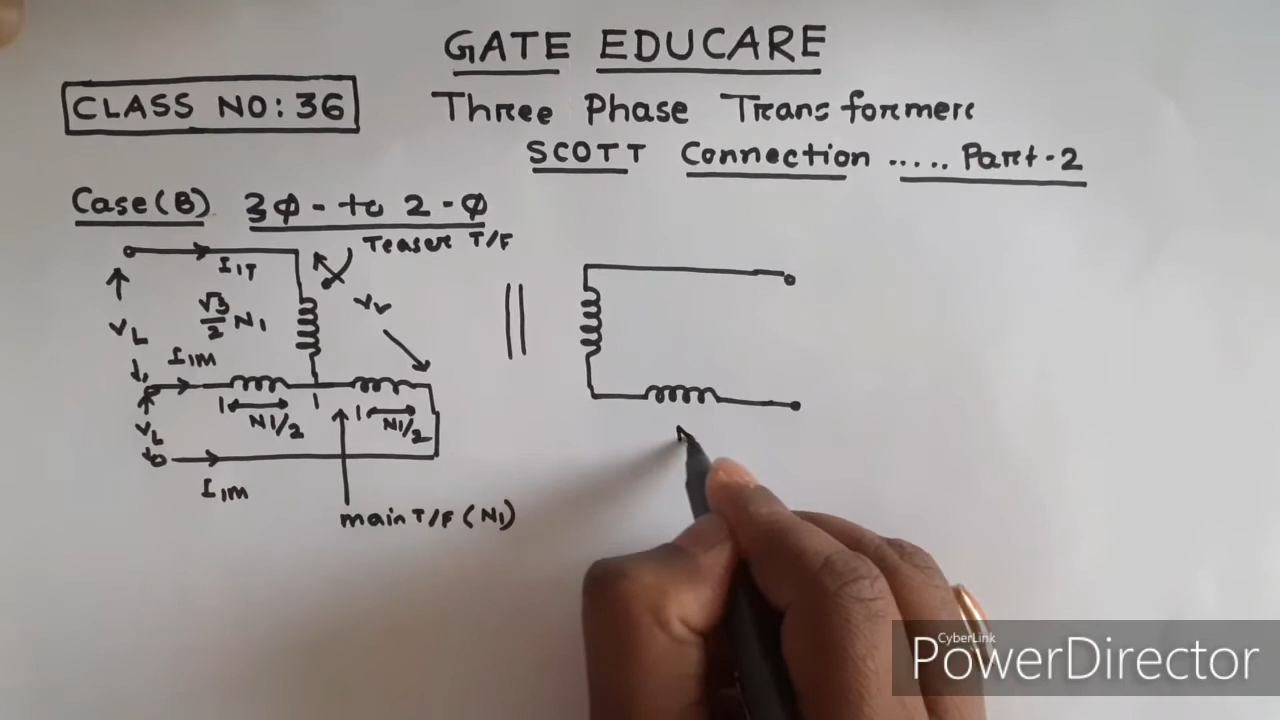 GATE EDUCARE
CLASS NO: 36
Three Phase Transformer
SCOTT Connection ..... Part-2
Case (B) 3Φ - to 2 - Φ
Teaser T/F
I1T
√3/2 N1
VL
VL
I1M
N1/2
N1/2
VL
I1M
main T/F (N1)
CyberLink
PowerDirector